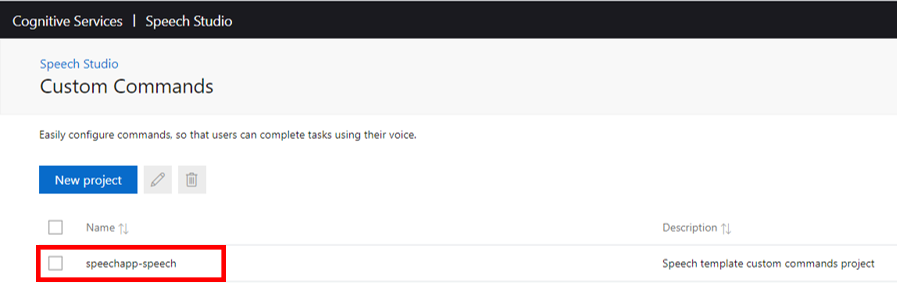 Cognitive Services | Speech Studio
Speech Studio
Custom Commands
Easily configure commands, so that users can complete tasks using their voice.
New project
Name Description
speechapp-speech Speech template custom commands project